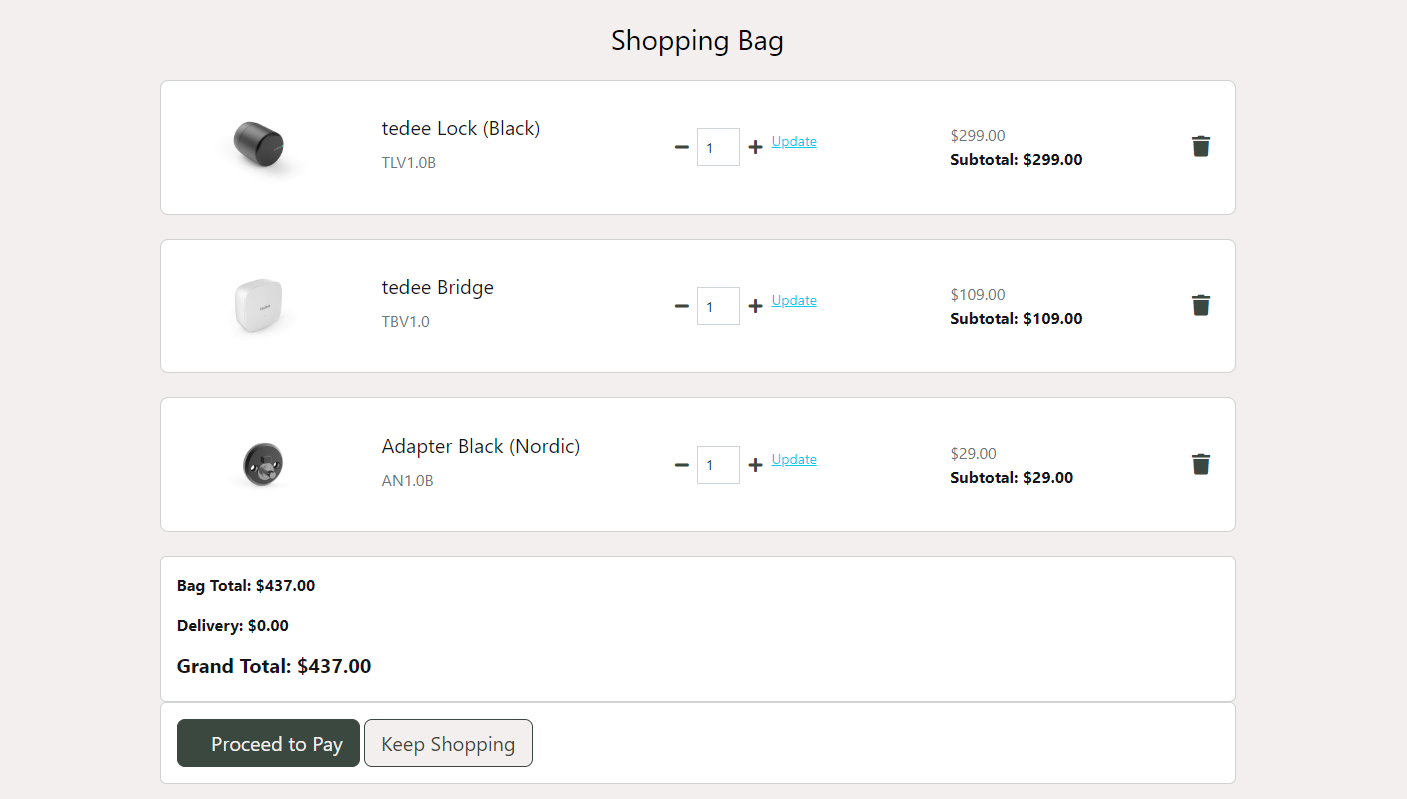 Shopping Bag
tedee Lock (Black)
TLV1.0B
1
Update
$299.00
Subtotal: $299.00
tedee Bridge
TBV1.0
1
Update
$109.00
Subtotal: $109.00
Adapter Black (Nordic)
AN1.0B
1
Update
$29.00
Subtotal: $29.00
Bag Total: $437.00
Delivery: $0.00
Grand Total: $437.00
Proceed to Pay
Keep Shopping